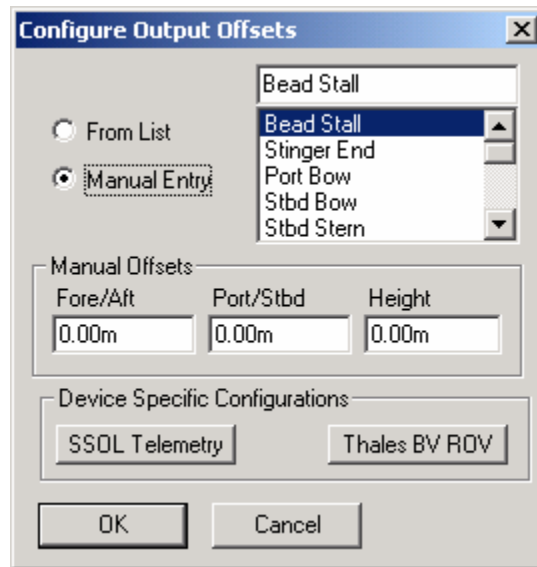 Configure Output Offsets
Bead Stall
From List
Manual Entry
Bead Stall
Stinger End
Port Bow
Stbd Bow
Stbd Stern
Manual Offsets
Fore/Aft Port/Stbd Height
0.00m 0.00m 0.00m
Device Specific Configurations
SSOL Telemetry Thales BV ROV
OK Cancel